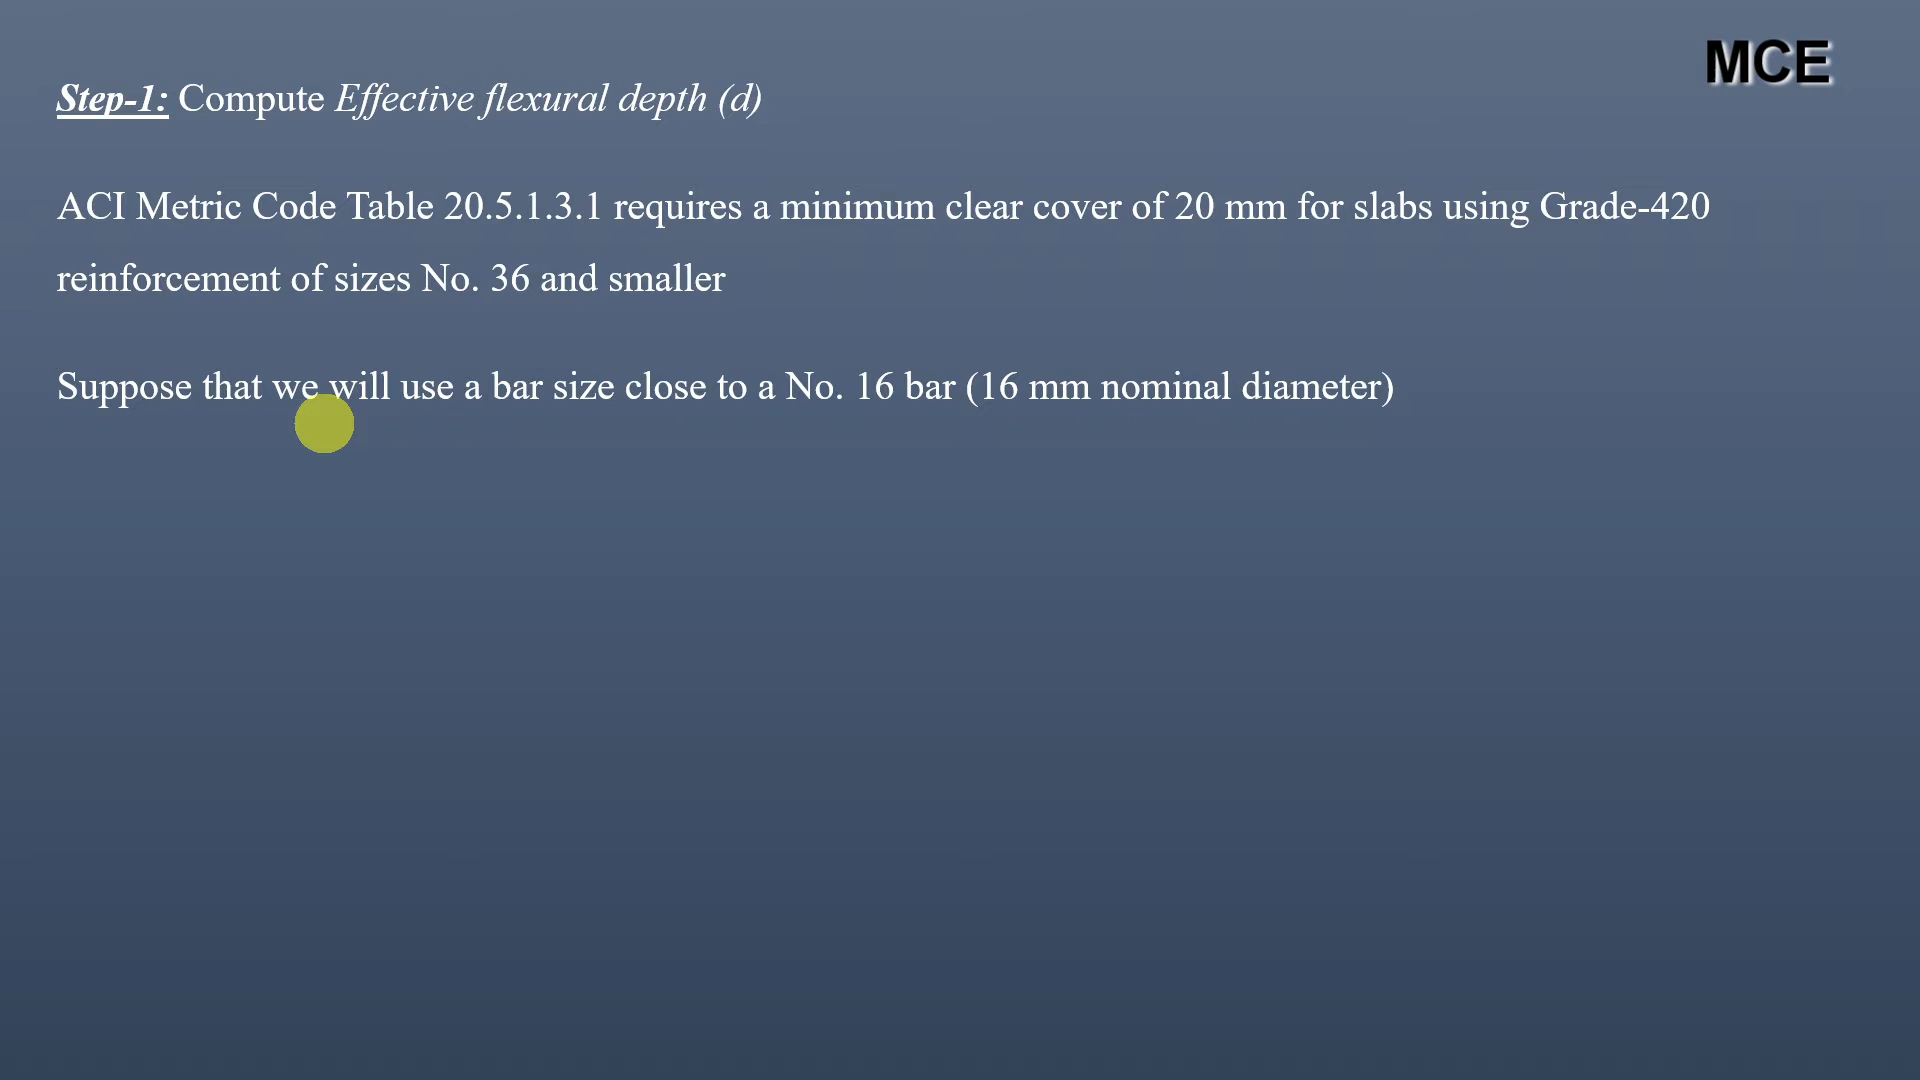 MCE
Step-1: Compute Effective flexural depth (d)
ACI Metric Code Table 20.5.1.3.1 requires a minimum clear cover of 20 mm for slabs using Grade-420
reinforcement of sizes No. 36 and smaller
Suppose that we will use a bar size close to a No. 16 bar (16 mm nominal diameter)